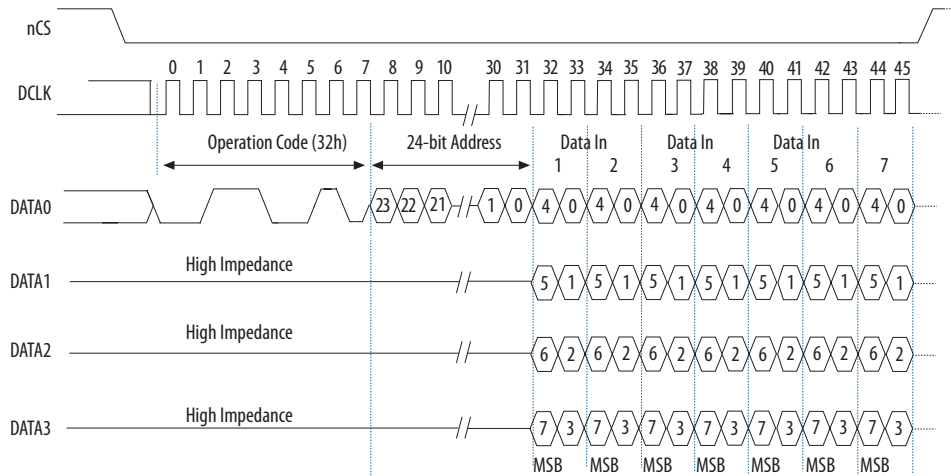 nCS
0 1 2 3 4 5 6 7 8 9 10 30 31 32 33 34 35 36 37 38 39 40 41 42 43 44 45
DCLK
Operation Code (32h) 24-bit Address Data In Data In Data In
1 2 3 4 5 6 7
DATA0 23 22 21 1 0 4 0 4 0 4 0 4 0 4 0 4 0 4 0
High Impedance
DATA1 5 1 5 1 5 1 5 1 5 1 5 1 5 1
High Impedance
DATA2 6 2 6 2 6 2 6 2 6 2 6 2 6 2
High Impedance
DATA3 7 3 7 3 7 3 7 3 7 3 7 3 7 3
MSB MSB MSB MSB MSB MSB MSB